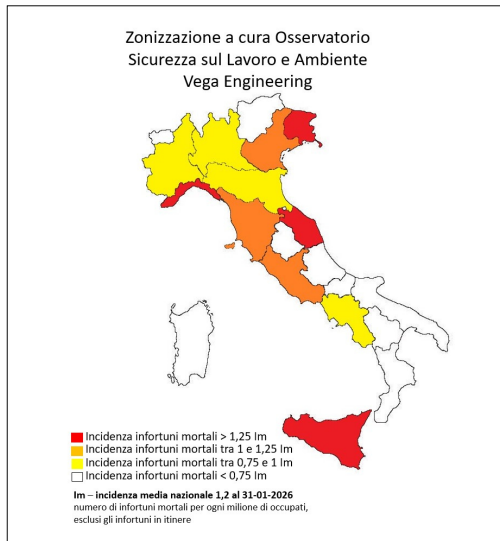 Zonizzazione a cura Osservatorio
Sicurezza sul Lavoro e Ambiente
Vega Engineering
Incidenza infortuni mortali > 1,25 Im
Incidenza infortuni mortali tra 1 e 1,25 Im
Incidenza infortuni mortali tra 0,75 e 1 Im
Incidenza infortuni mortali < 0,75 Im
Im – incidenza media nazionale 1,2 al 31-01-2026
numero di infortuni mortali per ogni milione di occupati,
esclusi gli infortuni in itinere